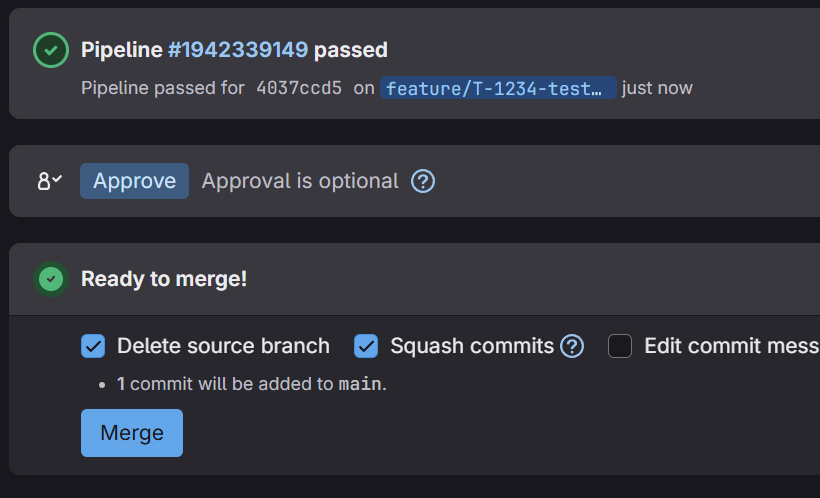 Pipeline #1942339149 passed
Pipeline passed for 4037ccd5 on feature/T-1234-test… just now
Approve Approval is optional
Ready to merge!
Delete source branch Squash commits Edit commit mess
1 commit will be added to main.
Merge